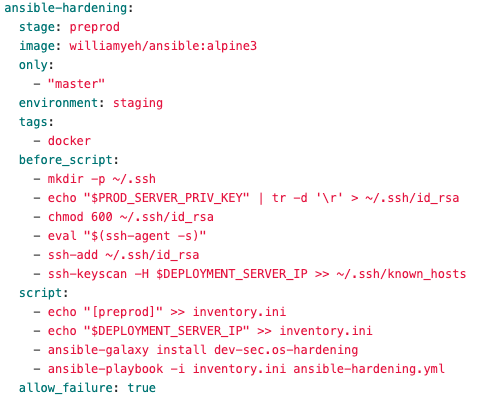 ansible-hardening:
  stage: preprod
  image: williamyeh/ansible:alpine3
  only:
    - "master"
  environment: staging
  tags:
    - docker
  before_script:
    - mkdir -p ~/.ssh
    - echo "$PROD_SERVER_PRIV_KEY" | tr -d '\r' > ~/.ssh/id_rsa
    - chmod 600 ~/.ssh/id_rsa
    - eval "$(ssh-agent -s)"
    - ssh-add ~/.ssh/id_rsa
    - ssh-keyscan -H $DEPLOYMENT_SERVER_IP >> ~/.ssh/known_hosts
  script:
    - echo "[preprod]" >> inventory.ini
    - echo "$DEPLOYMENT_SERVER_IP" >> inventory.ini
    - ansible-galaxy install dev-sec.os-hardening
    - ansible-playbook -i inventory.ini ansible-hardening.yml
  allow_failure: true